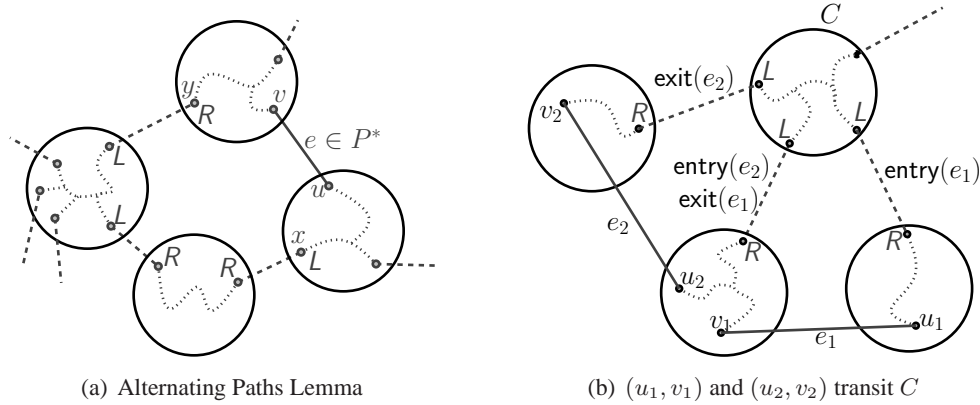 y
R
v
e ∈ P*
L
u
L
x
L
R
R
(a) Alternating Paths Lemma
C
exit(e₂)
L
v₂
R
L
L
entry(e₂)
exit(e₁)
entry(e₁)
e₂
R
R
u₂
v₁
u₁
e₁
(b) (u₁, v₁) and (u₂, v₂) transit C